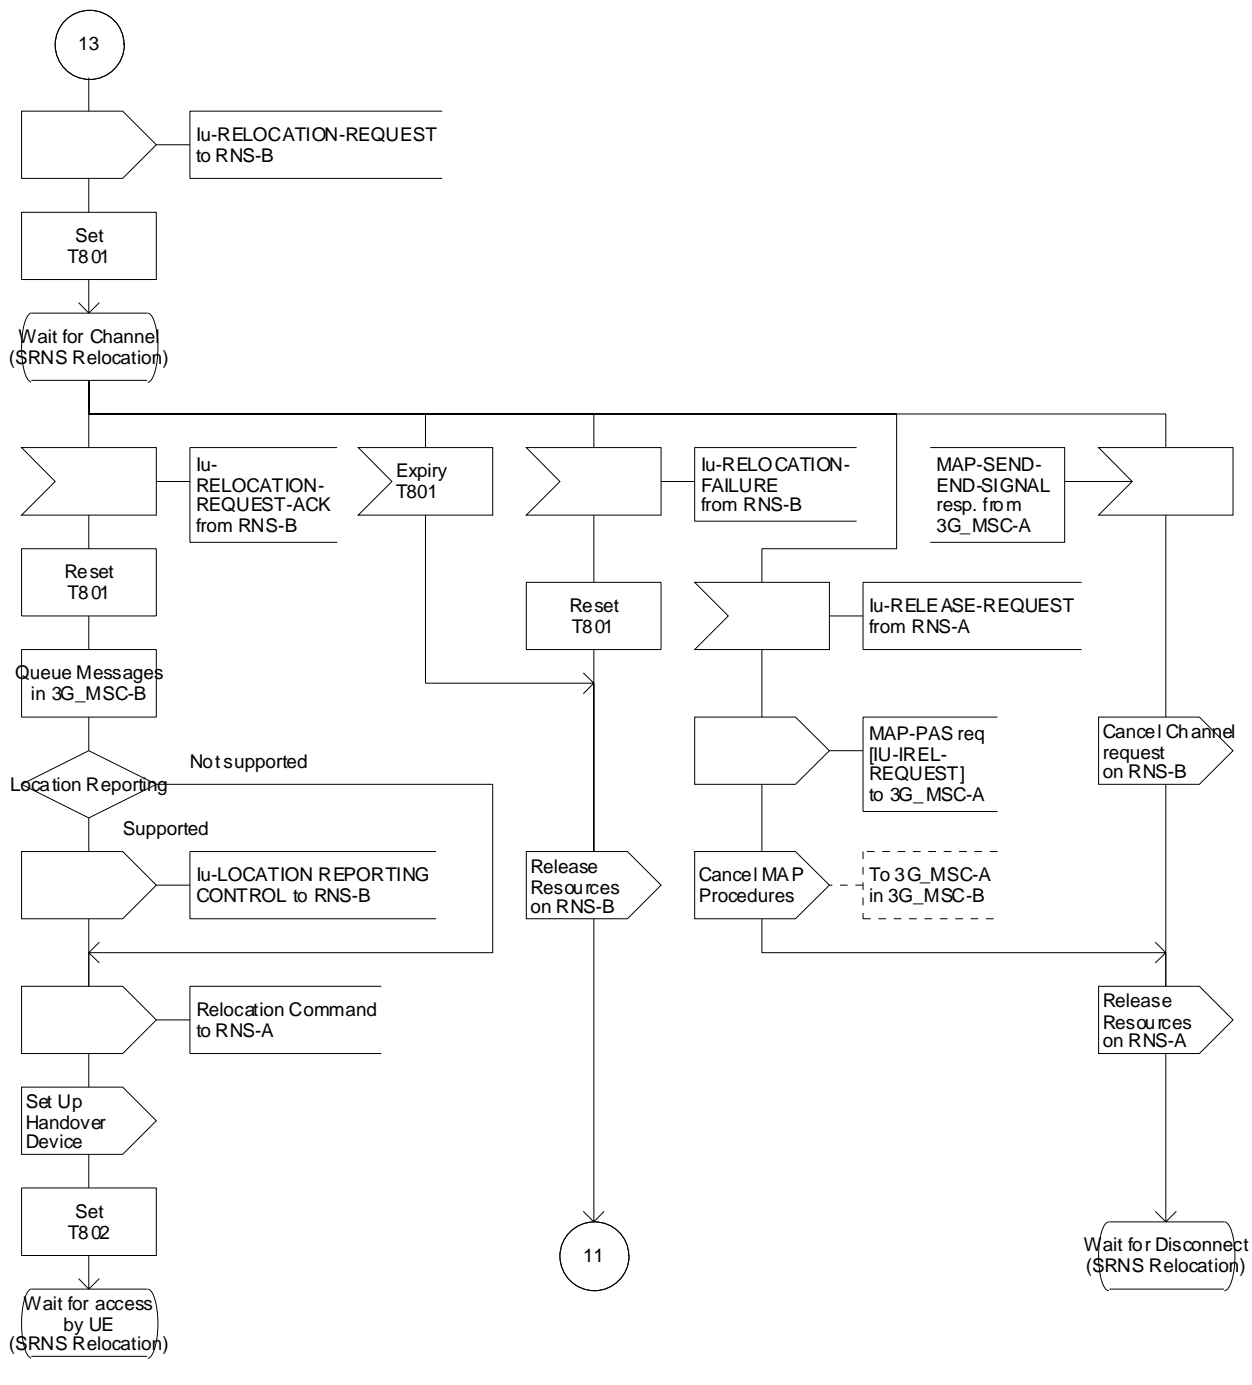 13
Iu-RELOCATION-REQUEST
to RNS-B
Set
T801
Wait for Channel
(SRNS Relocation)
Iu-
RELOCATION-
REQUEST-ACK
from RNS-B
Expiry
T801
Iu-RELOCATION-
FAILURE
from RNS-B
MAP-SEND-
END-SIGNAL
resp. from
3G_MSC-A
Reset
T801
Reset
T801
Iu-RELEASE-REQUEST
from RNS-A
Queue Messages
in 3G_MSC-B
MAP-PAS req
[IU-IREL-
REQUEST]
to 3G_MSC-A
Cancel Channel
request
on RNS-B
Location Reporting
Not supported
Supported
Iu-LOCATION REPORTING
CONTROL to RNS-B
Release
Resources
on RNS-B
Cancel MAP
Procedures
To 3G_MSC-A
in 3G_MSC-B
Relocation Command
to RNS-A
Release
Resources
on RNS-A
Set Up
Handover
Device
Set
T802
11
Wait for Disconnect
(SRNS Relocation)
Wait for access
by UE
(SRNS Relocation)